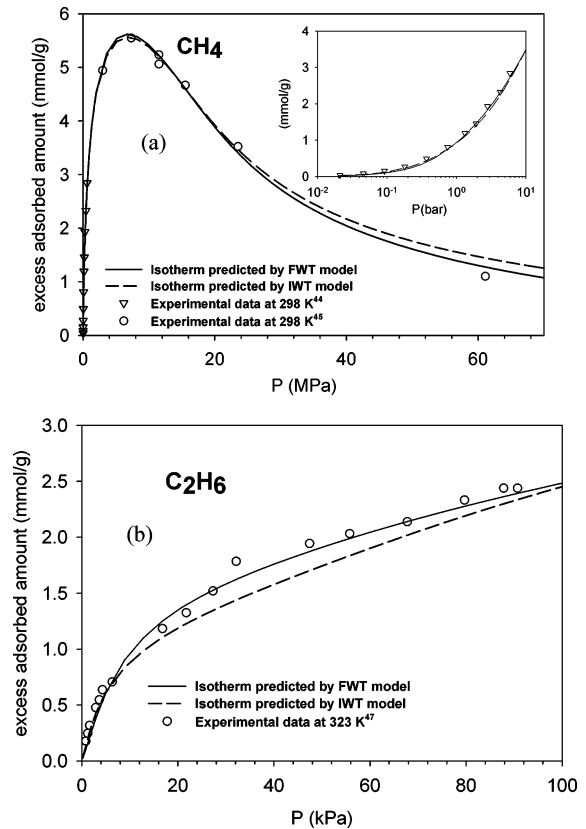 excess adsorbed amount (mmol/g)
6
5
4
3
2
1
0
CH4
(a)
(mmol/g)
4
3
2
1
0
10-2 10-1 100 101
P(bar)
Isotherm predicted by FWT model
Isotherm predicted by IWT model
Experimental data at 298 K44
Experimental data at 298 K45
0 20 40 60
P (MPa)
excess adsorbed amount (mmol/g)
3.0
2.5
2.0
1.5
1.0
0.5
0.0
C2H6
(b)
Isotherm predicted by FWT model
Isotherm predicted by IWT model
Experimental data at 323 K47
0 20 40 60 80 100
P (kPa)